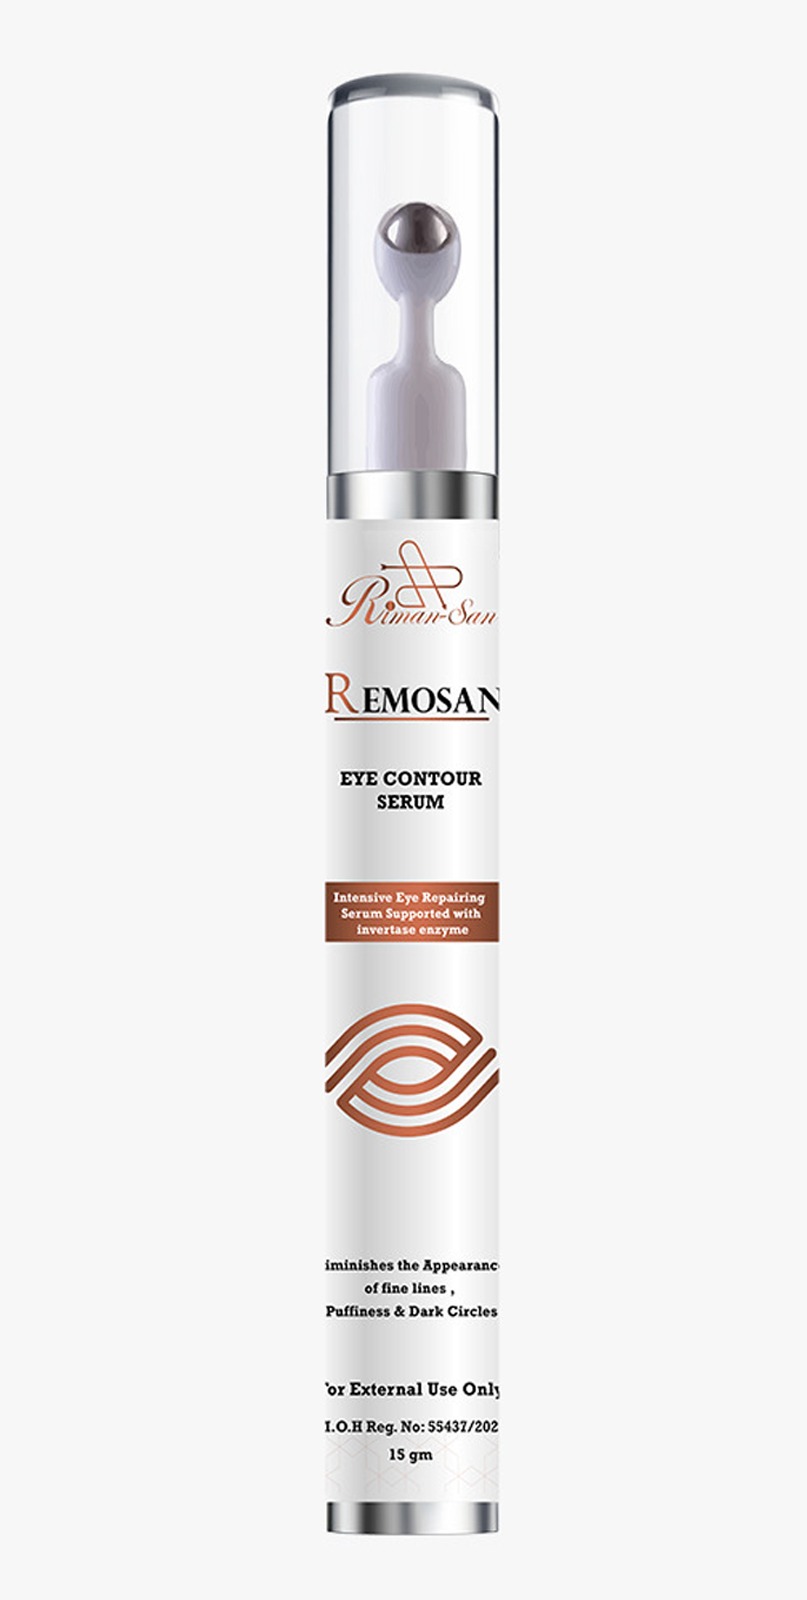 Riman-San
REMOSAN
EYE CONTOUR
SERUM
Intensive Eye Repairing
Serum Supported with
invertase enzyme
iminishes the Appearanc
of fine lines ,
Puffiness & Dark Circles
or External Use Only
.O.H Reg. No: 55437/202
15 gm